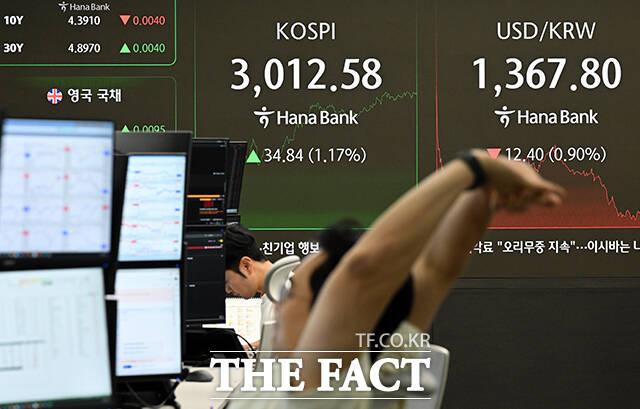 Hana Bank
10Y 4.3910 ▼ 0.0040
30Y 4.8970 ▲ 0.0040
영국 국채
▲ 0.0095
KOSPI
3,012.58
Hana Bank
▲ 34.84 (1.17%)
USD/KRW
1,367.80
Hana Bank
▼ 12.40 (0.90%)
친기업 행보
료 "오리무중 지속"…이시바는 나
TF.CO.KR
THE FACT